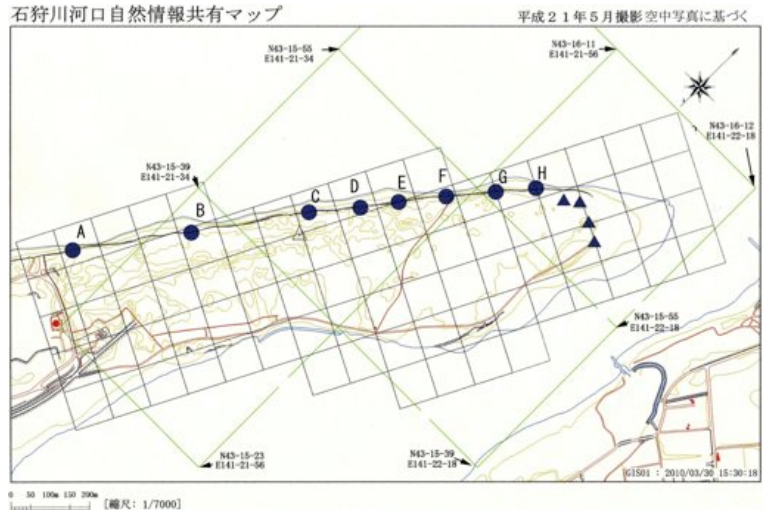 石狩川河口自然情報共有マップ
平成21年5月撮影空中写真に基づく
N43-15-55
E141-21-34
N43-16-11
E141-21-56
N43-16-12
E141-22-18
N43-15-39
E141-21-34
A
B
C
D
E
F
G
H
N43-15-55
E141-22-18
N43-15-23
E141-21-56
N43-15-39
E141-22-18
GIS01 : 2010/03/30 15:30:18
0 50 100m 150 200m
[縮尺: 1/7000]